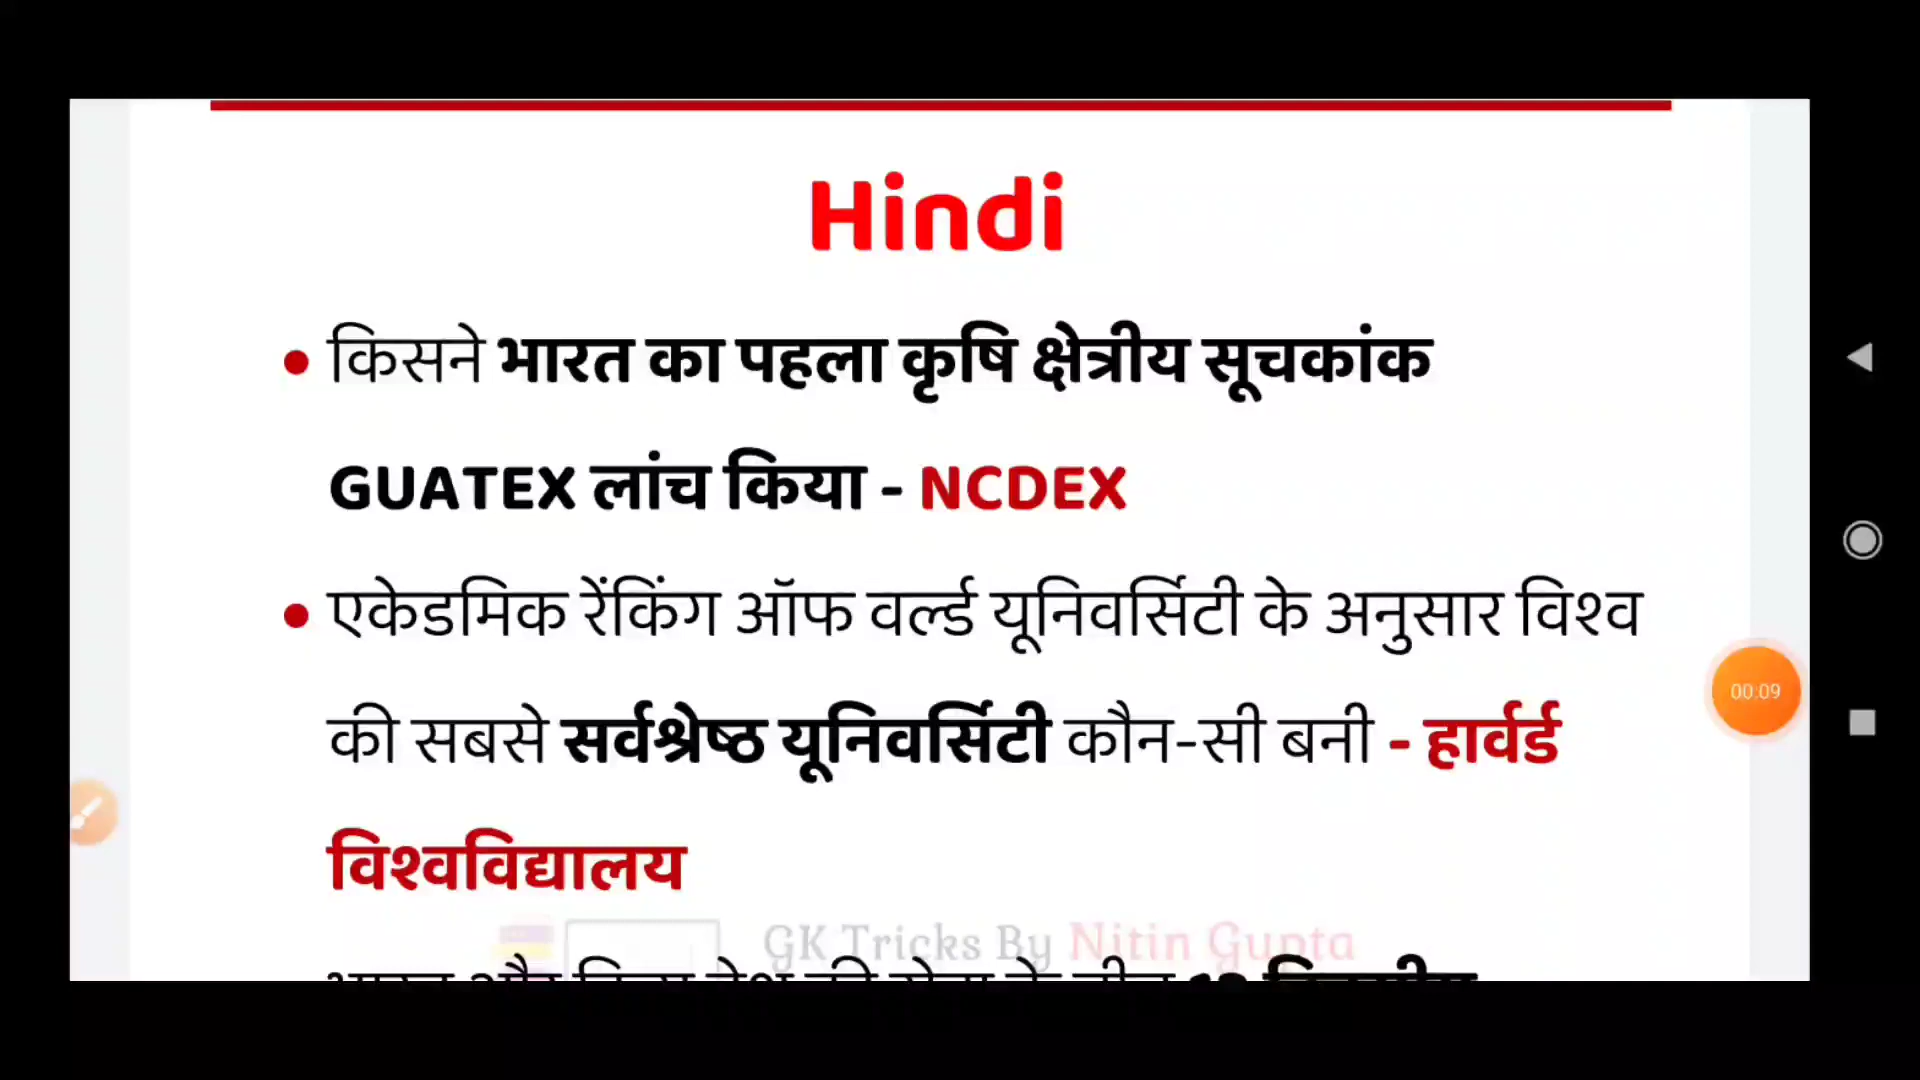 Hindi
किसने भारत का पहला कृषि क्षेत्रीय सूचकांक
GUATEX लांच किया - NCDEX
एकेडमिक रेंकिंग ऑफ वर्ल्ड यूनिवर्सिटी के अनुसार विश्व
की सबसे सर्वश्रेष्ठ यूनिवर्सिटी कौन-सी बनी - हार्वर्ड
विश्वविद्यालय
GK Tricks By Nitin Gupta
00:09